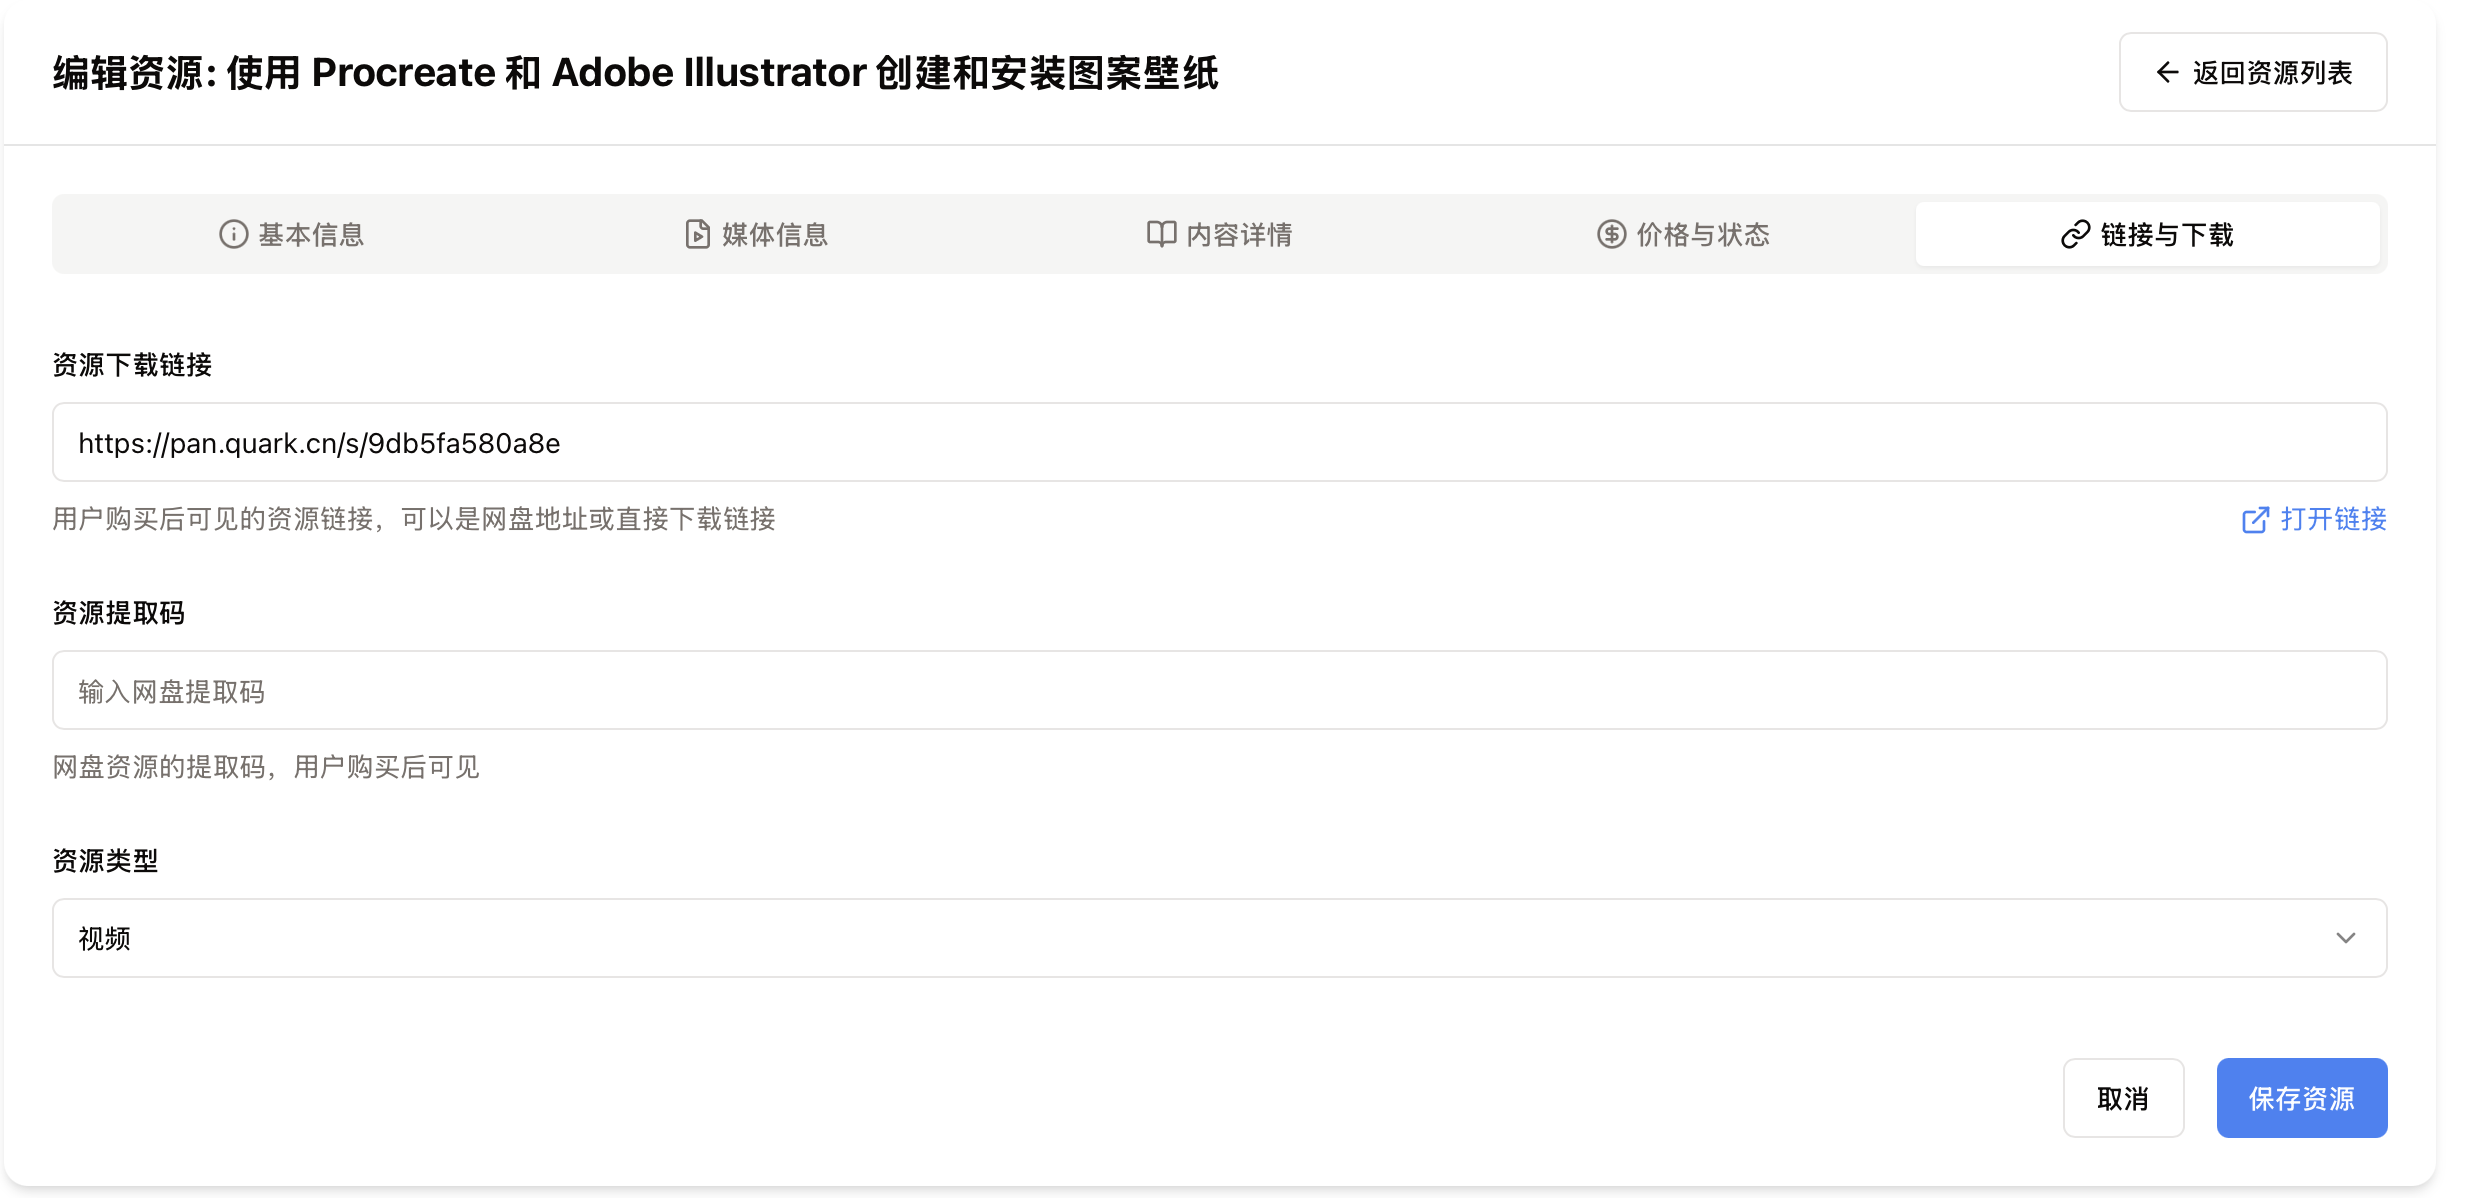 编辑资源: 使用 Procreate 和 Adobe Illustrator 创建和安装图案壁纸
返回资源列表
基本信息
媒体信息
内容详情
价格与状态
链接与下载
资源下载链接
https://pan.quark.cn/s/9db5fa580a8e
用户购买后可见的资源链接，可以是网盘地址或直接下载链接
打开链接
资源提取码
输入网盘提取码
网盘资源的提取码，用户购买后可见
资源类型
视频
取消
保存资源